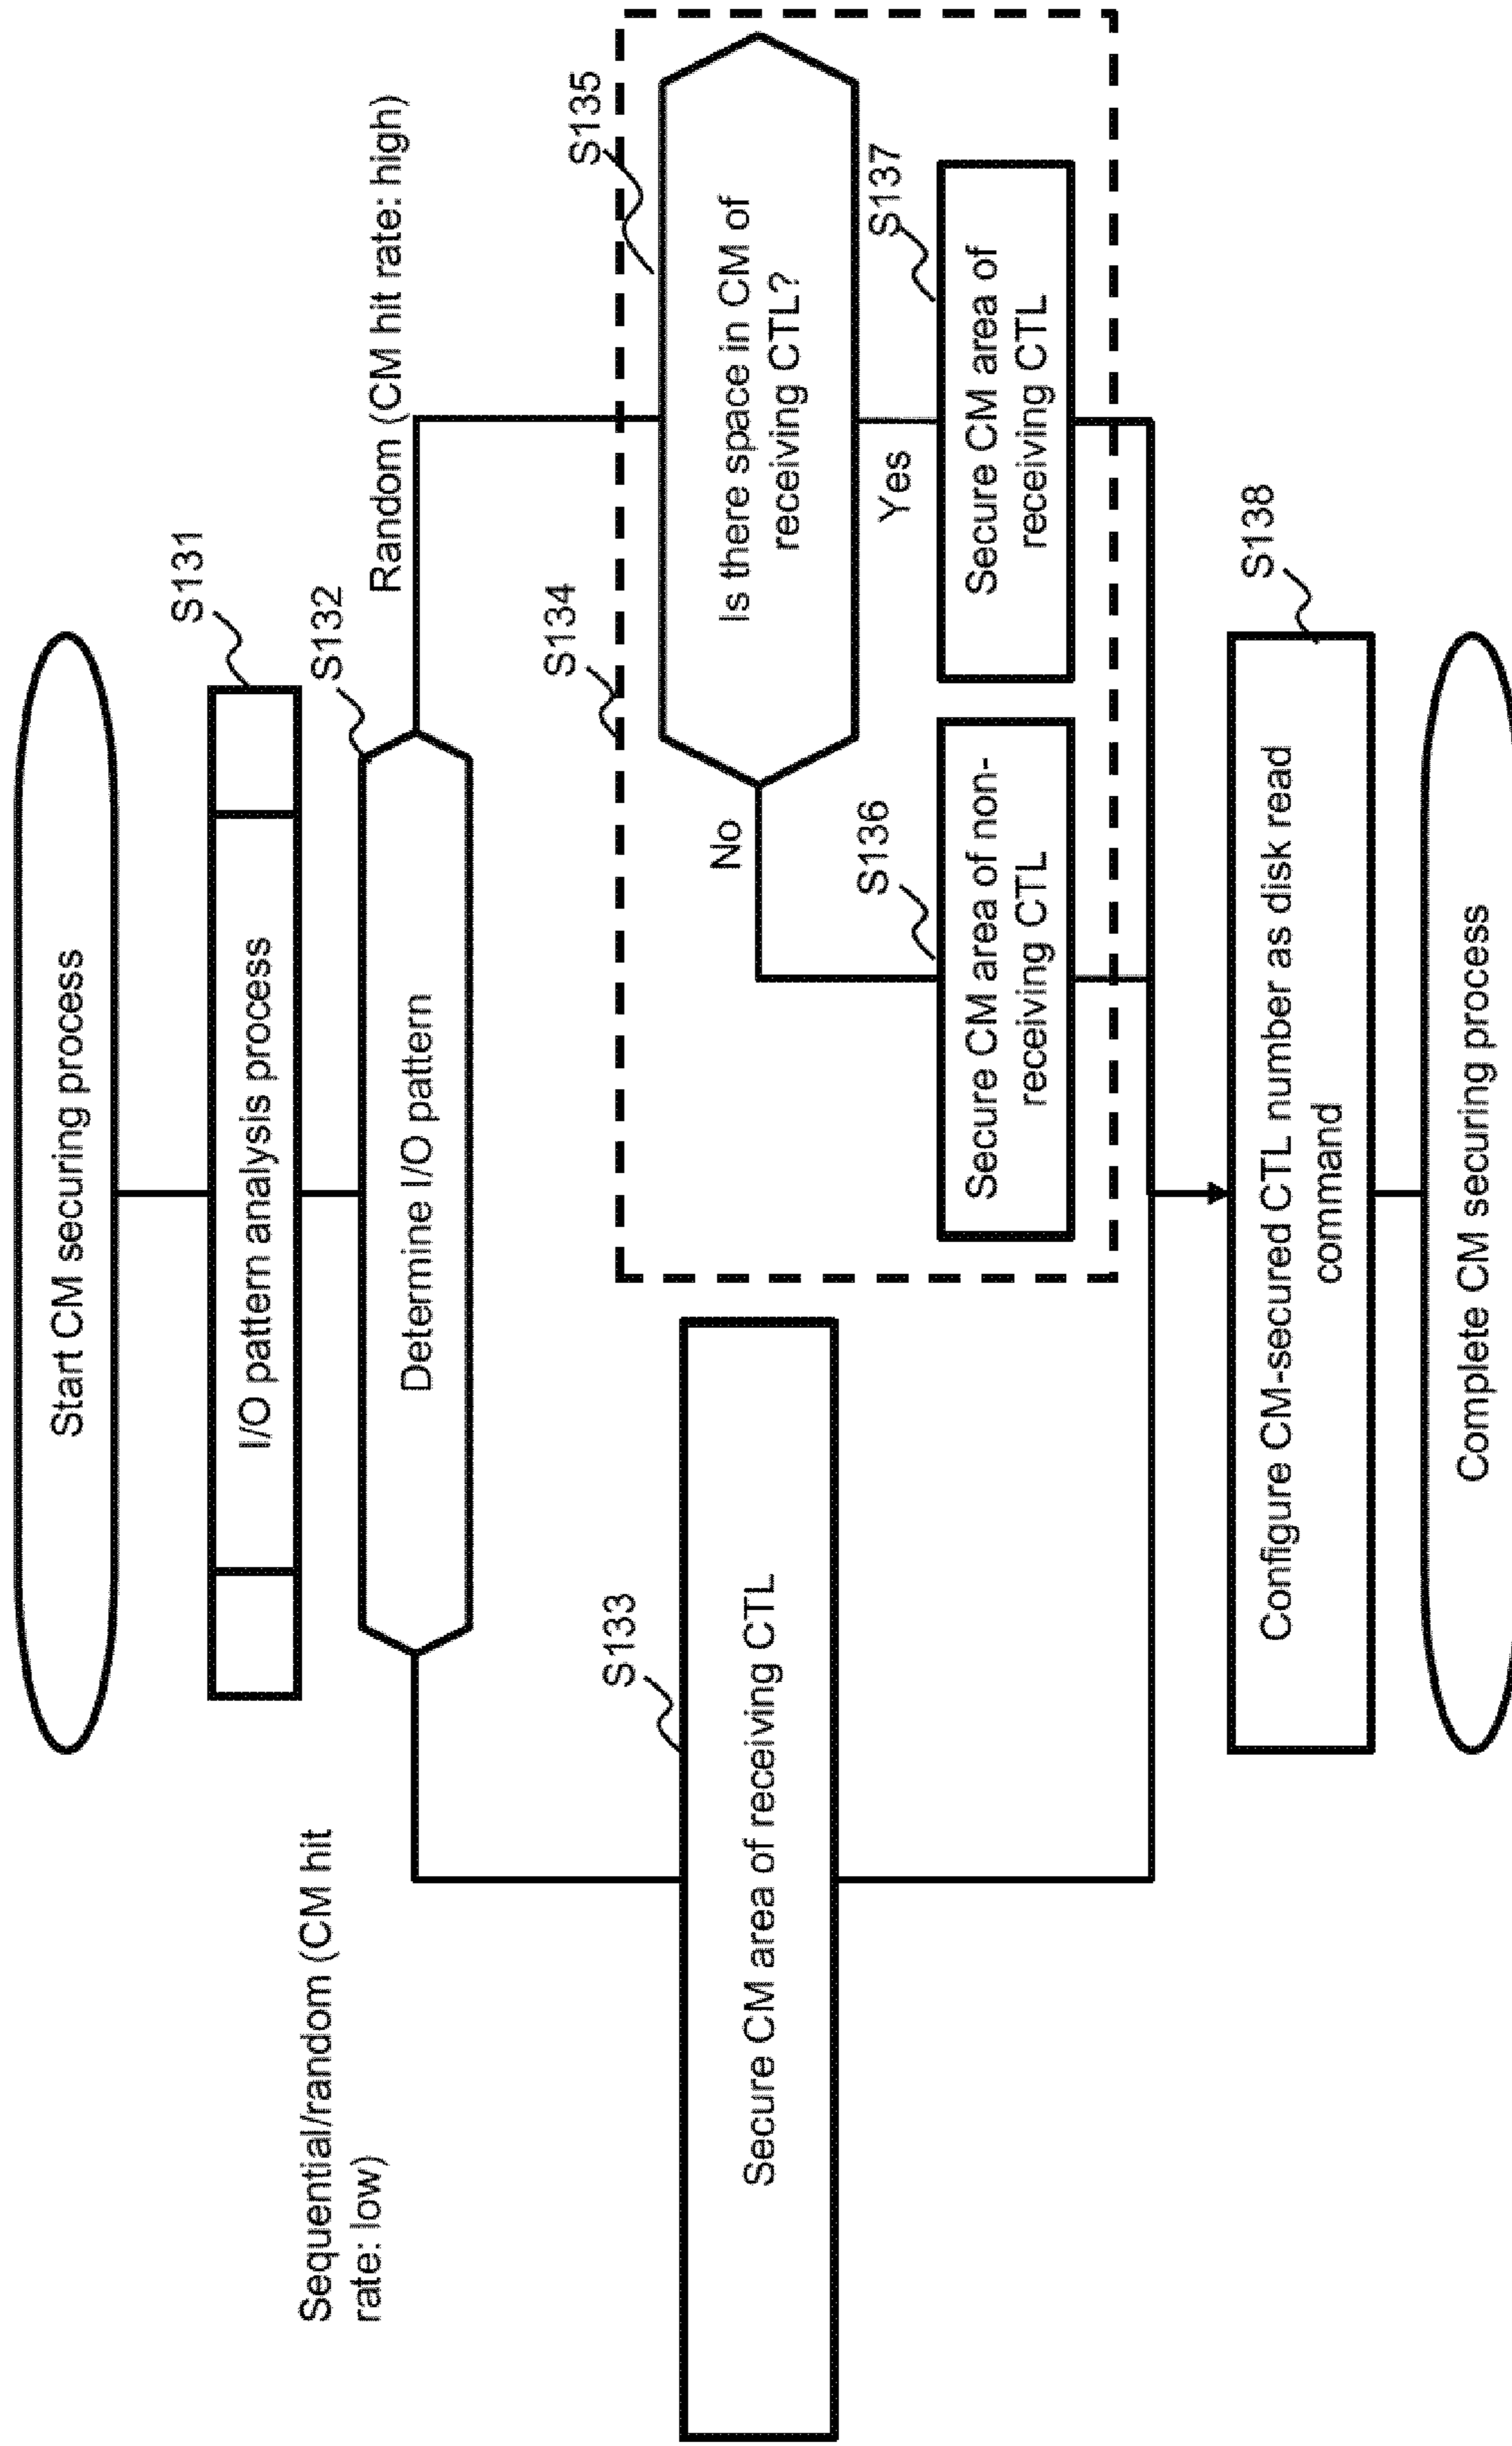 Start CM securing process
S131
I/O pattern analysis process
S132
Determine I/O pattern
Sequential/random (CM hit
rate: low)
Random (CM hit rate: high)
S133
Secure CM area of receiving CTL
S134
S135
Is there space in CM of
receiving CTL?
No
Yes
S136
Secure CM area of non-
receiving CTL
S137
Secure CM area of
receiving CTL
S138
Configure CM-secured CTL number as disk read
command
Complete CM securing process